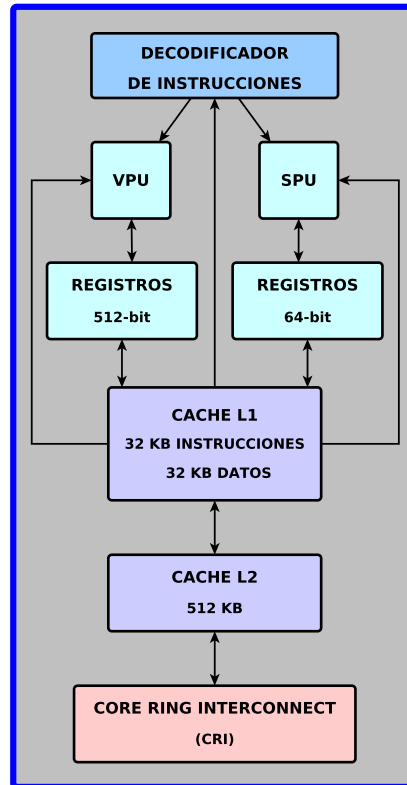 DECODIFICADOR
DE INSTRUCCIONES
VPU
SPU
REGISTROS
512-bit
REGISTROS
64-bit
CACHE L1
32 KB INSTRUCCIONES
32 KB DATOS
CACHE L2
512 KB
CORE RING INTERCONNECT
(CRI)